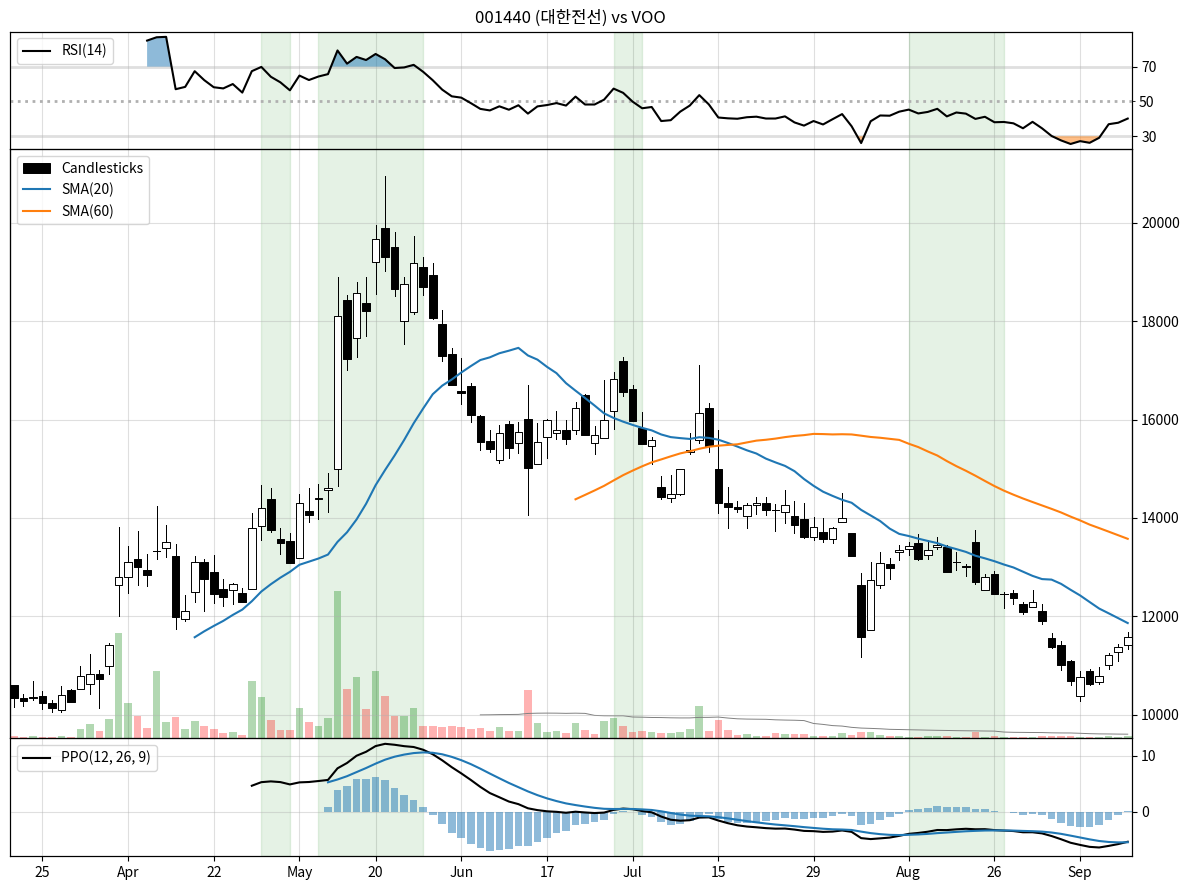 001440 (대한전선) vs VOO
RSI(14)
70
50
30
Candlesticks
SMA(20)
SMA(60)
20000
18000
16000
14000
12000
10000
PPO(12, 26, 9)
10
0
25 Apr 22 May 20 Jun 17 Jul 15 29 Aug 26 Sep